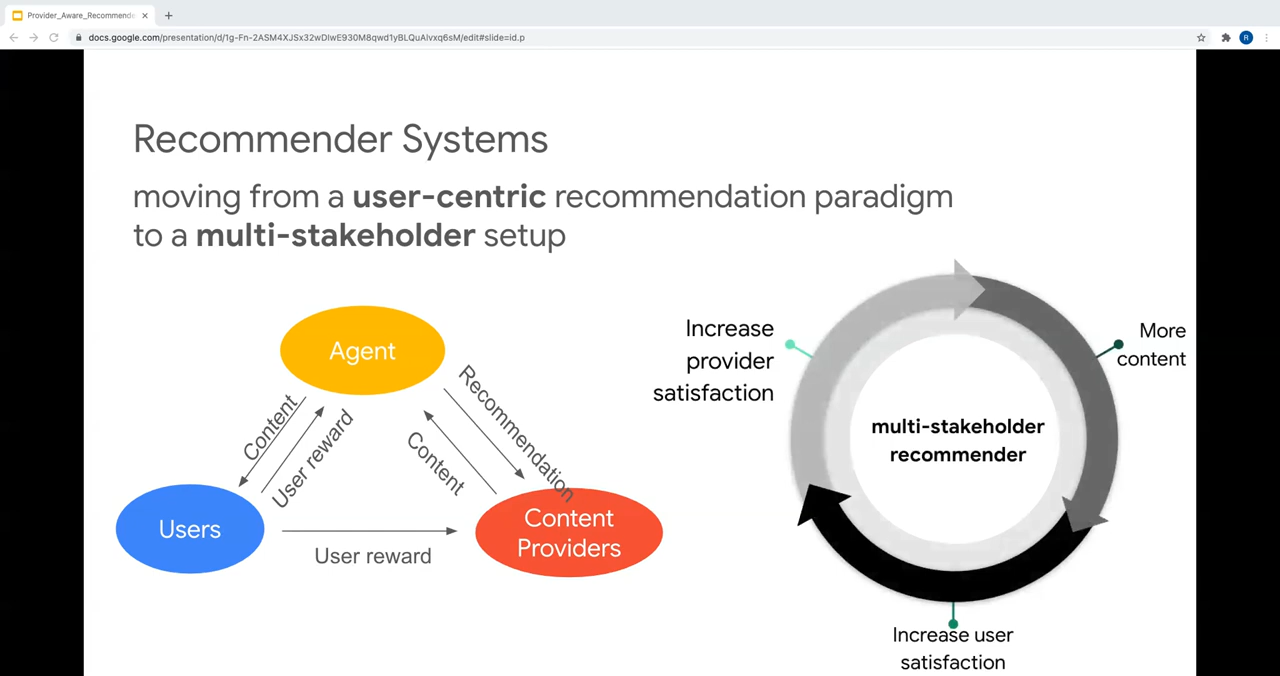 Provider_Aware_Recommende
docs.google.com/presentation/d/1g-Fn-2ASM4XJSx32wDlwE930M8qwd1yBLQuAlvxq6sM/edit#slide=id.p
R
Recommender Systems
moving from a user-centric recommendation paradigm
to a multi-stakeholder setup
Agent
Content
User reward
Recommendation
Content
Users
User reward
Content
Providers
Increase
provider
satisfaction
More
content
multi-stakeholder
recommender
Increase user
satisfaction